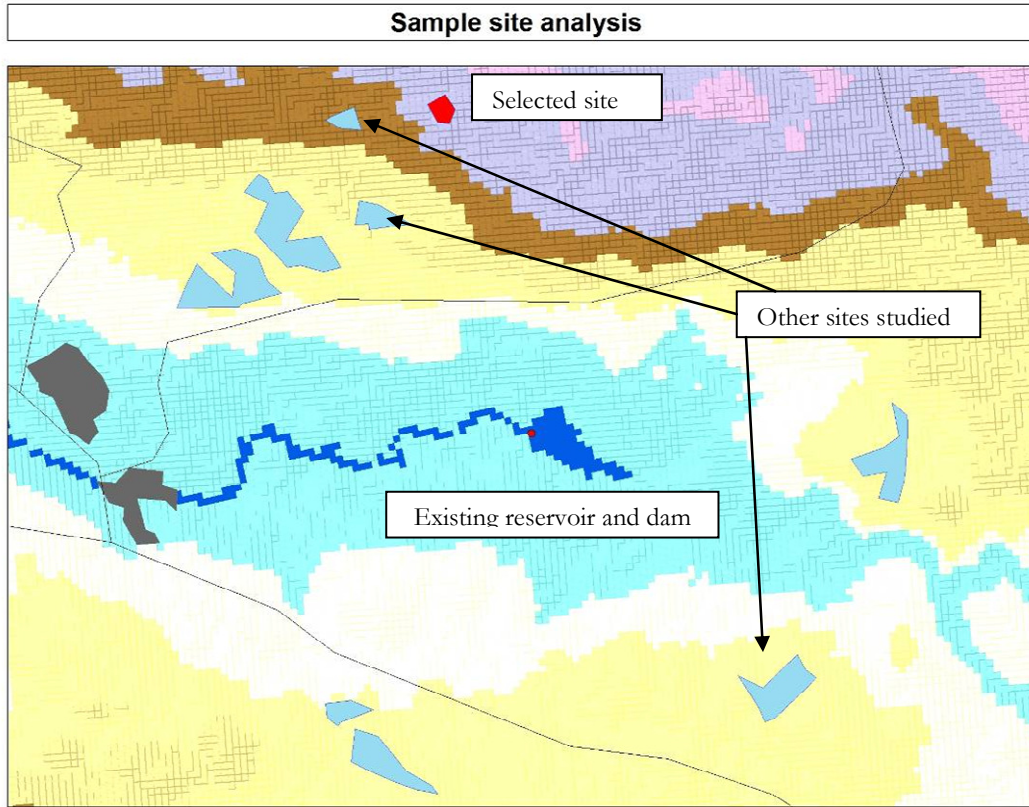 Sample site analysis
Selected site
Other sites studied
Existing reservoir and dam